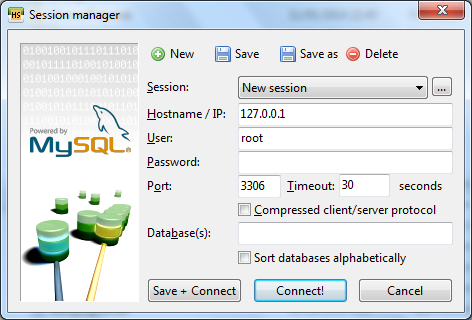 HS Session manager
New Save Save as Delete
Session: New session ...
Hostname / IP: 127.0.0.1
User: root
Password:
Port: 3306 Timeout: 30 seconds
Compressed client/server protocol
Database(s):
Sort databases alphabetically
Save + Connect Connect! Cancel
Powered by
MySQL